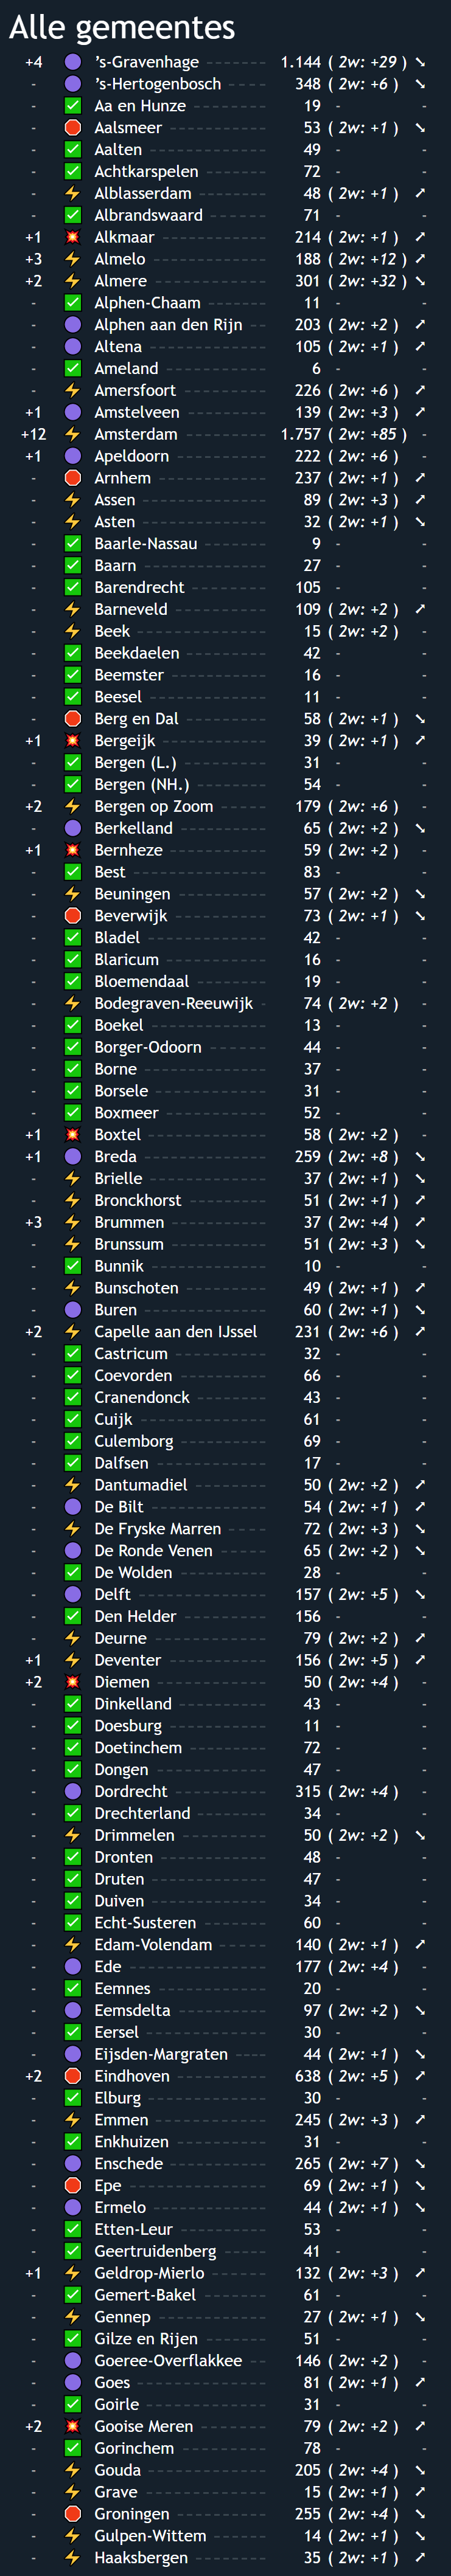 Alle gemeentes
+4 's-Gravenhage 1.144 ( 2w: +29 ) ➘
- 's-Hertogenbosch 348 ( 2w: +6 ) ➘
- ✅ Aa en Hunze 19 - -
- Aalsmeer 53 ( 2w: +1 ) ➘
- ✅ Aalten 49 - -
- ✅ Achtkarspelen 72 - -
- ⚡ Alblasserdam 48 ( 2w: +1 ) ➚
- ✅ Albrandswaard 71 - -
+1 💥 Alkmaar 214 ( 2w: +1 ) ➚
+3 ⚡ Almelo 188 ( 2w: +12 ) ➚
+2 ⚡ Almere 301 ( 2w: +32 ) ➘
- ✅ Alphen-Chaam 11 - -
- Alphen aan den Rijn 203 ( 2w: +2 ) ➚
- Altena 105 ( 2w: +1 ) ➚
- ✅ Ameland 6 - -
- ⚡ Amersfoort 226 ( 2w: +6 ) ➚
+1 Amstelveen 139 ( 2w: +3 ) ➚
+12 ⚡ Amsterdam 1.757 ( 2w: +85 ) -
+1 Apeldoorn 222 ( 2w: +6 ) -
- Arnhem 237 ( 2w: +1 ) ➚
- ⚡ Assen 89 ( 2w: +3 ) ➚
- ⚡ Asten 32 ( 2w: +1 ) ➘
- ✅ Baarle-Nassau 9 - -
- ✅ Baarn 27 - -
- ✅ Barendrecht 105 - -
- ⚡ Barneveld 109 ( 2w: +2 ) ➚
- ⚡ Beek 15 ( 2w: +2 ) -
- ✅ Beekdaelen 42 - -
- ✅ Beemster 16 - -
- ✅ Beesel 11 - -
- Berg en Dal 58 ( 2w: +1 ) ➘
+1 💥 Bergeijk 39 ( 2w: +1 ) ➚
- ✅ Bergen (L.) 31 - -
- ✅ Bergen (NH.) 54 - -
+2 ⚡ Bergen op Zoom 179 ( 2w: +6 ) -
- Berkelland 65 ( 2w: +2 ) ➘
+1 💥 Bernheze 59 ( 2w: +2 ) -
- ✅ Best 83 - -
- ⚡ Beuningen 57 ( 2w: +2 ) ➘
- Beverwijk 73 ( 2w: +1 ) ➘
- ✅ Bladel 42 - -
- ✅ Blaricum 16 - -
- ✅ Bloemendaal 19 - -
- ⚡ Bodegraven-Reeuwijk 74 ( 2w: +2 ) -
- ✅ Boekel 13 - -
- ✅ Borger-Odoorn 44 - -
- ✅ Borne 37 - -
- ✅ Borsele 31 - -
- ✅ Boxmeer 52 - -
+1 💥 Boxtel 58 ( 2w: +2 ) -
+1 Breda 259 ( 2w: +8 ) ➘
- ⚡ Brielle 37 ( 2w: +1 ) ➘
- ⚡ Bronckhorst 51 ( 2w: +1 ) ➚
+3 ⚡ Brummen 37 ( 2w: +4 ) ➚
- ⚡ Brunssum 51 ( 2w: +3 ) ➘
- ✅ Bunnik 10 - -
- ⚡ Bunschoten 49 ( 2w: +1 ) ➚
- Buren 60 ( 2w: +1 ) ➘
+2 ⚡ Capelle aan den IJssel 231 ( 2w: +6 ) ➚
- ✅ Castricum 32 - -
- ✅ Coevorden 66 - -
- ✅ Cranendonck 43 - -
- ✅ Cuijk 61 - -
- ✅ Culemborg 69 - -
- ✅ Dalfsen 17 - -
- ⚡ Dantumadiel 50 ( 2w: +2 ) ➚
- De Bilt 54 ( 2w: +1 ) ➚
- ⚡ De Fryske Marren 72 ( 2w: +3 ) ➘
- De Ronde Venen 65 ( 2w: +2 ) ➘
- ✅ De Wolden 28 - -
- Delft 157 ( 2w: +5 ) ➘
- ✅ Den Helder 156 - -
- ⚡ Deurne 79 ( 2w: +2 ) ➚
+1 ⚡ Deventer 156 ( 2w: +5 ) ➚
+2 💥 Diemen 50 ( 2w: +4 ) -
- ✅ Dinkelland 43 - -
- ✅ Doesburg 11 - -
- ✅ Doetinchem 72 - -
- ✅ Dongen 47 - -
- Dordrecht 315 ( 2w: +4 ) -
- ✅ Drechterland 34 - -
- ⚡ Drimmelen 50 ( 2w: +2 ) ➘
- ✅ Dronten 48 - -
- ✅ Druten 47 - -
- ✅ Duiven 34 - -
- ✅ Echt-Susteren 60 - -
- ⚡ Edam-Volendam 140 ( 2w: +1 ) ➚
- Ede 177 ( 2w: +4 ) -
- ✅ Eemnes 20 - -
- Eemsdelta 97 ( 2w: +2 ) ➘
- ✅ Eersel 30 - -
- Eijsden-Margraten 44 ( 2w: +1 ) ➘
+2 Eindhoven 638 ( 2w: +5 ) ➚
- ✅ Elburg 30 - -
- ⚡ Emmen 245 ( 2w: +3 ) ➚
- ✅ Enkhuizen 31 - -
- Enschede 265 ( 2w: +7 ) ➘
- Epe 69 ( 2w: +1 ) ➘
- Ermelo 44 ( 2w: +1 ) ➘
- ✅ Etten-Leur 53 - -
- ✅ Geertruidenberg 41 - -
+1 ⚡ Geldrop-Mierlo 132 ( 2w: +3 ) ➚
- ✅ Gemert-Bakel 61 - -
- ⚡ Gennep 27 ( 2w: +1 ) ➘
- ✅ Gilze en Rijen 51 - -
- Goeree-Overflakkee 146 ( 2w: +2 ) -
- Goes 81 ( 2w: +1 ) ➚
- ✅ Goirle 31 - -
+2 💥 Gooise Meren 79 ( 2w: +2 ) ➚
- ✅ Gorinchem 78 - -
- ⚡ Gouda 205 ( 2w: +4 ) ➘
- ⚡ Grave 15 ( 2w: +1 ) ➚
- Groningen 255 ( 2w: +4 ) ➘
- ⚡ Gulpen-Wittem 14 ( 2w: +1 ) ➘
- ⚡ Haaksbergen 35 ( 2w: +1 ) ➚